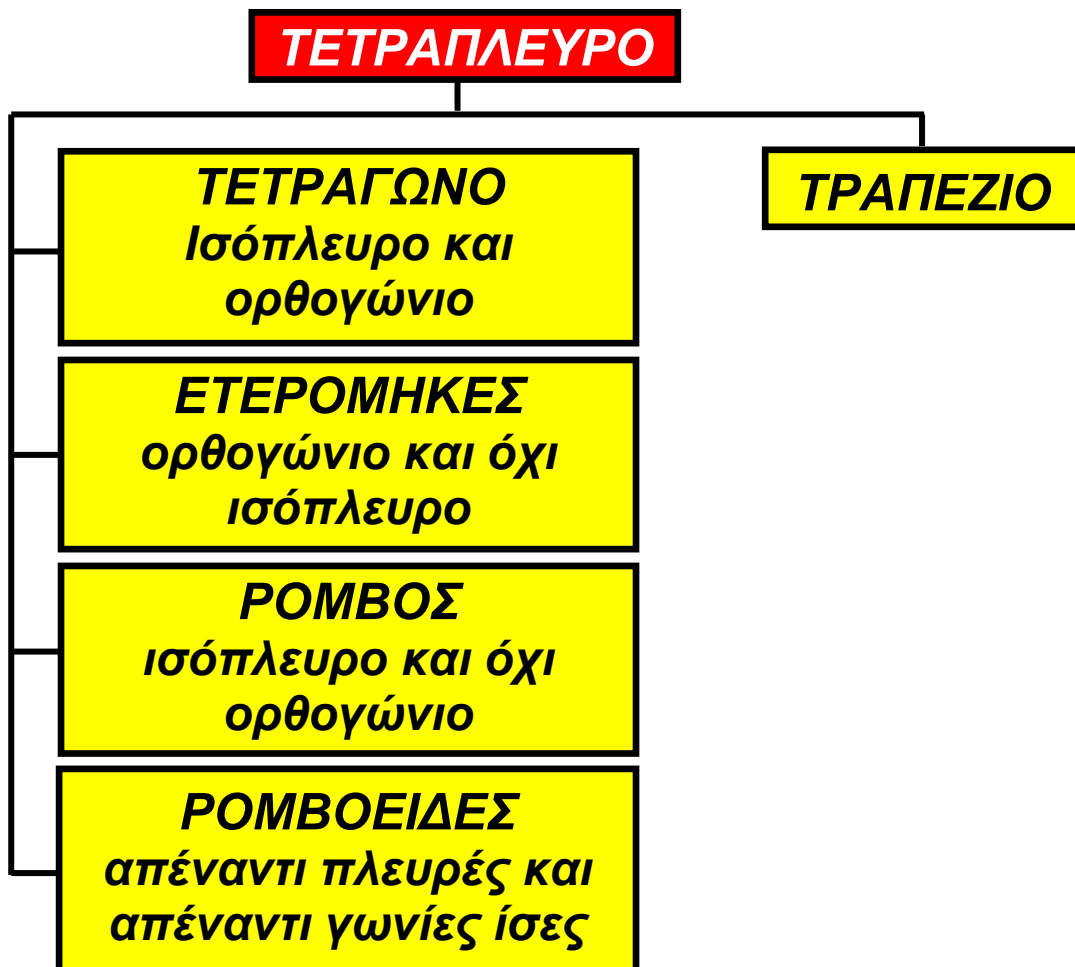 ΤΕΤΡΑΠΛΕΥΡΟ
ΤΕΤΡΑΓΩΝΟ
Ισόπλευρο και
ορθογώνιο
ΤΡΑΠΕΖΙΟ
ΕΤΕΡΟΜΗΚΕΣ
ορθογώνιο και όχι
ισόπλευρο
ΡΟΜΒΟΣ
ισόπλευρο και όχι
ορθογώνιο
ΡΟΜΒΟΕΙΔΕΣ
απέναντι πλευρές και
απέναντι γωνίες ίσες